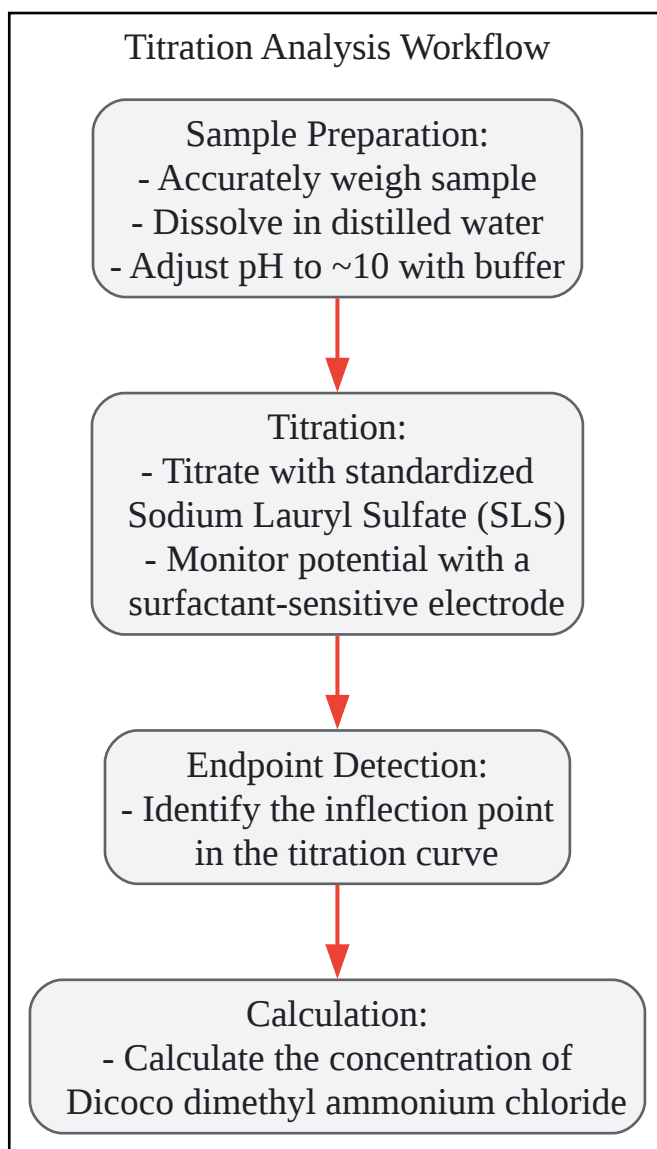 Titration Analysis Workflow
Sample Preparation:
- Accurately weigh sample
- Dissolve in distilled water
- Adjust pH to ~10 with buffer
Titration:
- Titrate with standardized
Sodium Lauryl Sulfate (SLS)
- Monitor potential with a
surfactant-sensitive electrode
Endpoint Detection:
- Identify the inflection point
in the titration curve
Calculation:
- Calculate the concentration of
Dicoco dimethyl ammonium chloride